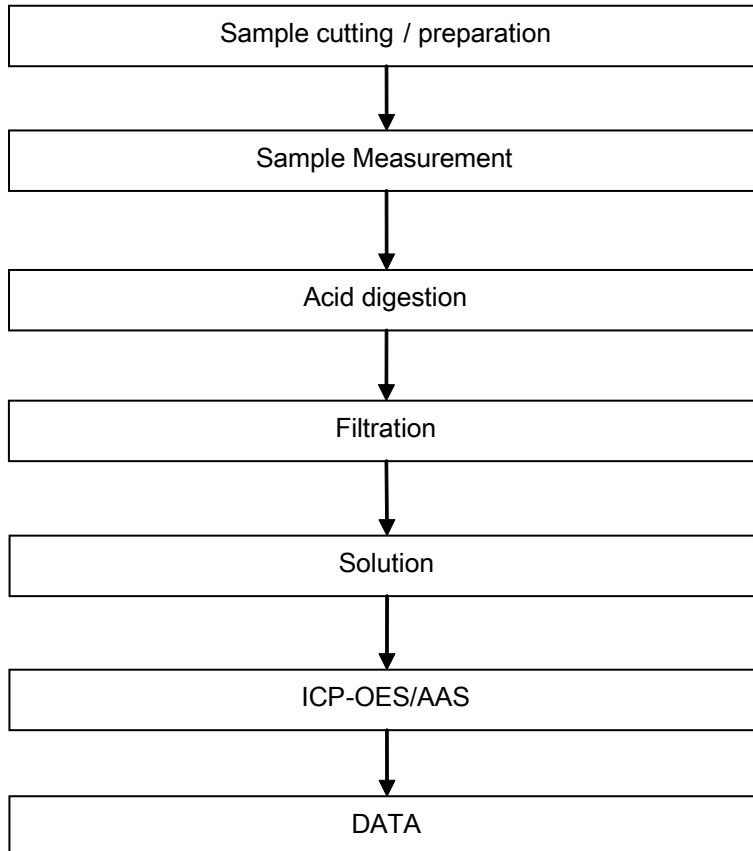 Sample cutting / preparation
Sample Measurement
Acid digestion
Filtration
Solution
ICP-OES/AAS
DATA